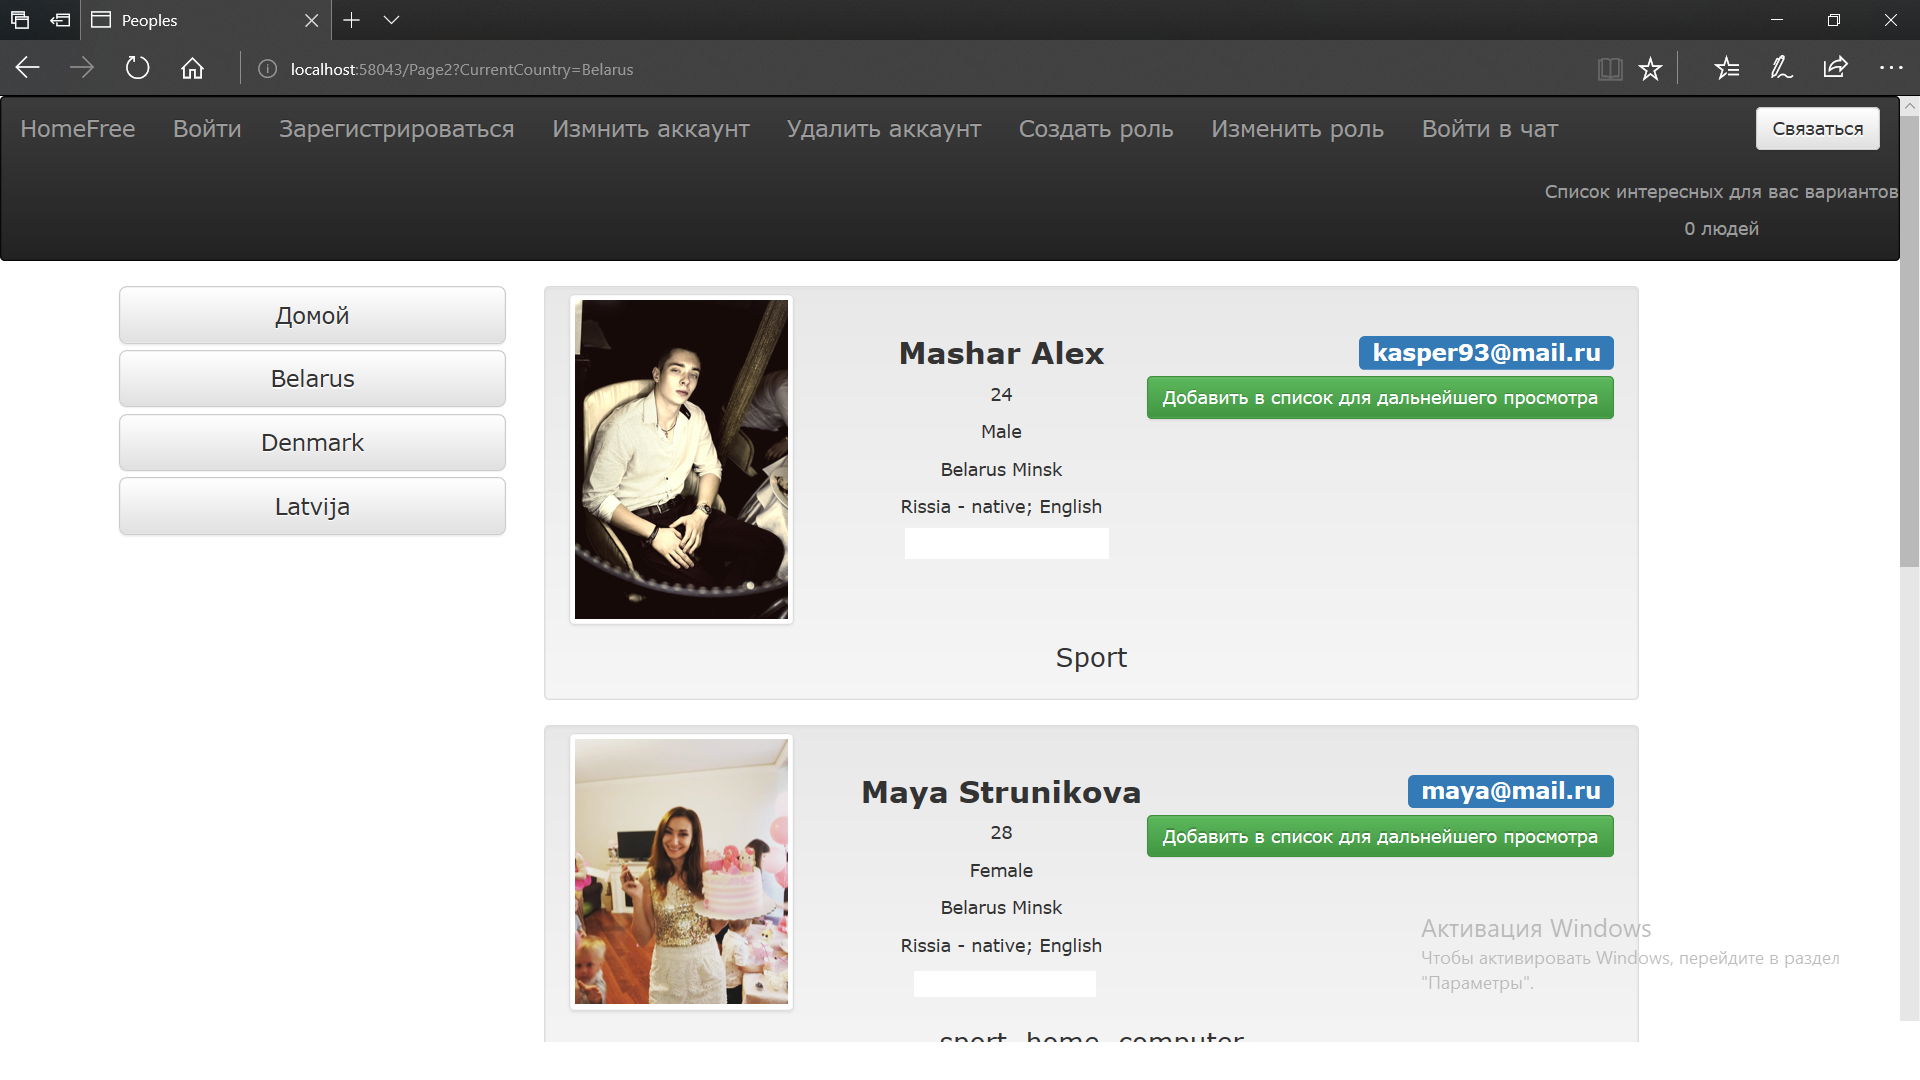 Peoples
localhost:58043/Page2?CurrentCountry=Belarus
HomeFree Войти Зарегистрироваться Измнить аккаунт Удалить аккаунт Создать роль Изменить роль Войти в чат Связаться
Список интересных для вас вариантов
0 людей
Домой
Belarus
Denmark
Latvija
Mashar Alex
24
Male
Belarus Minsk
Rissia - native; English
kasper93@mail.ru
Добавить в список для дальнейшего просмотра
Sport
Maya Strunikova
28
Female
Belarus Minsk
Rissia - native; English
maya@mail.ru
Добавить в список для дальнейшего просмотра
sport, home, computer
Активация Windows
Чтобы активировать Windows, перейдите в раздел
"Параметры".